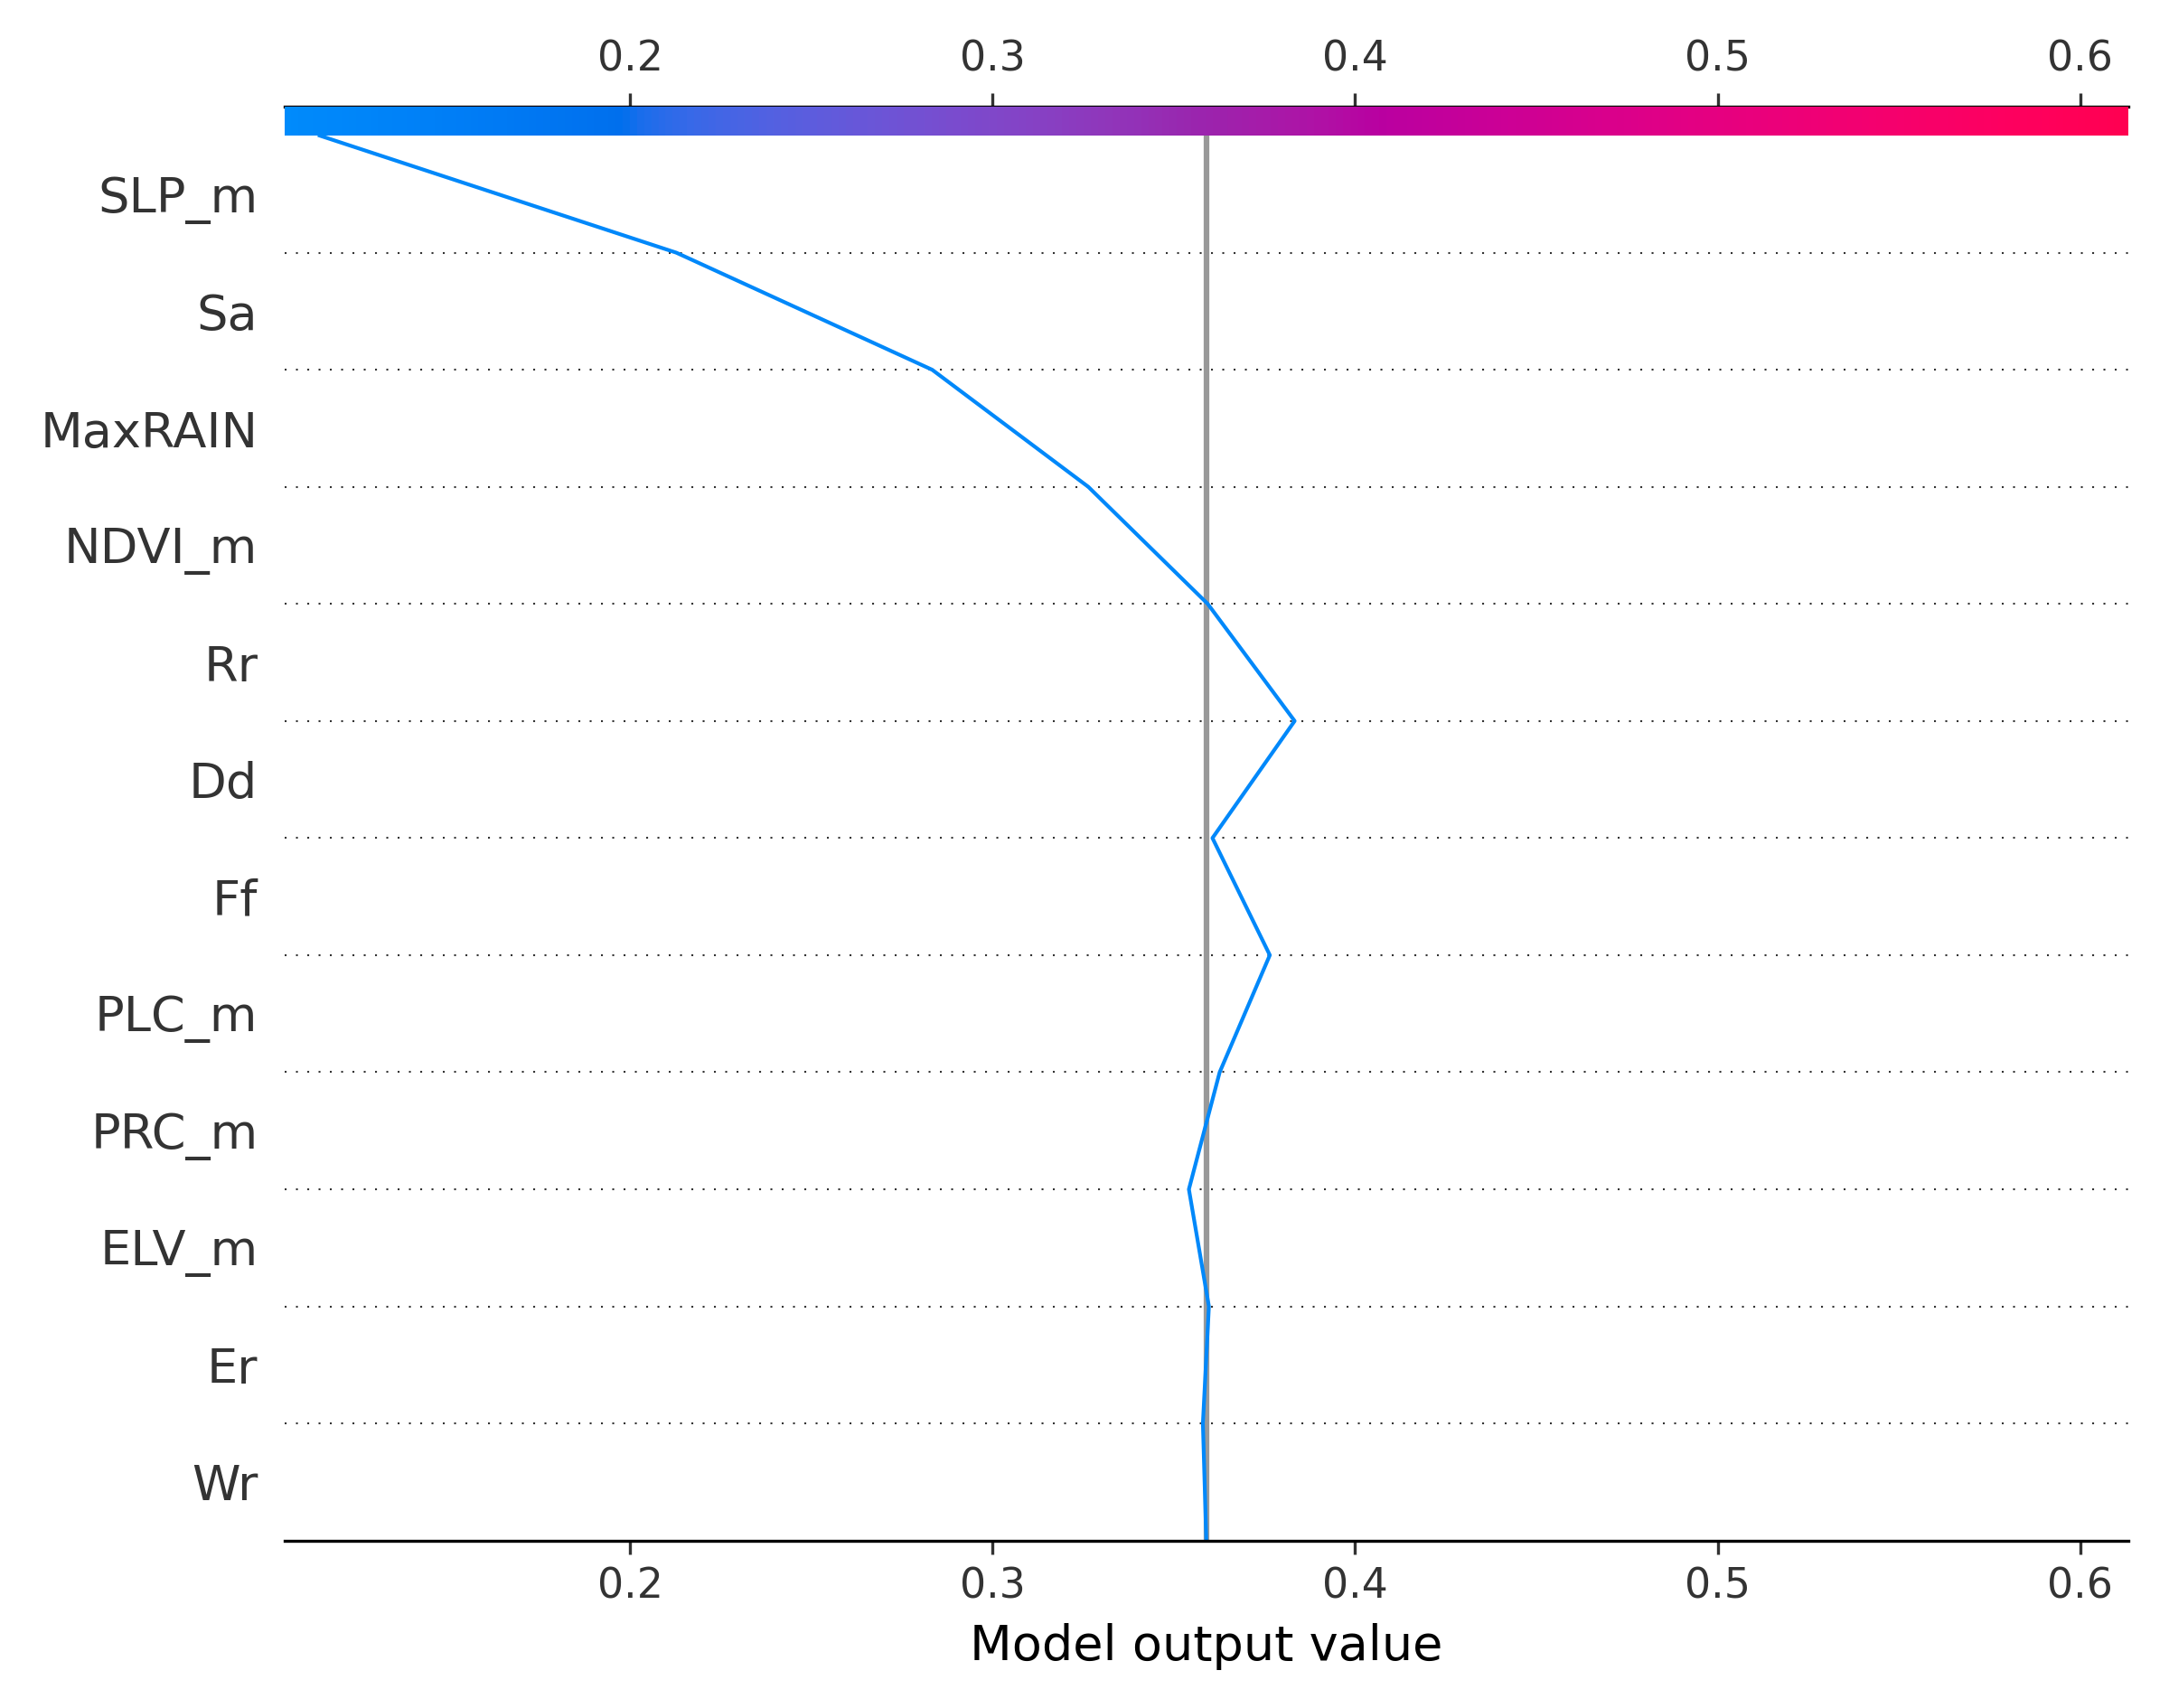 0.2 0.3 0.4 0.5 0.6
SLP_m
Sa
MaxRAIN
NDVI_m
Rr
Dd
Ff
PLC_m
PRC_m
ELV_m
Er
Wr
0.2 0.3 0.4 0.5 0.6
Model output value